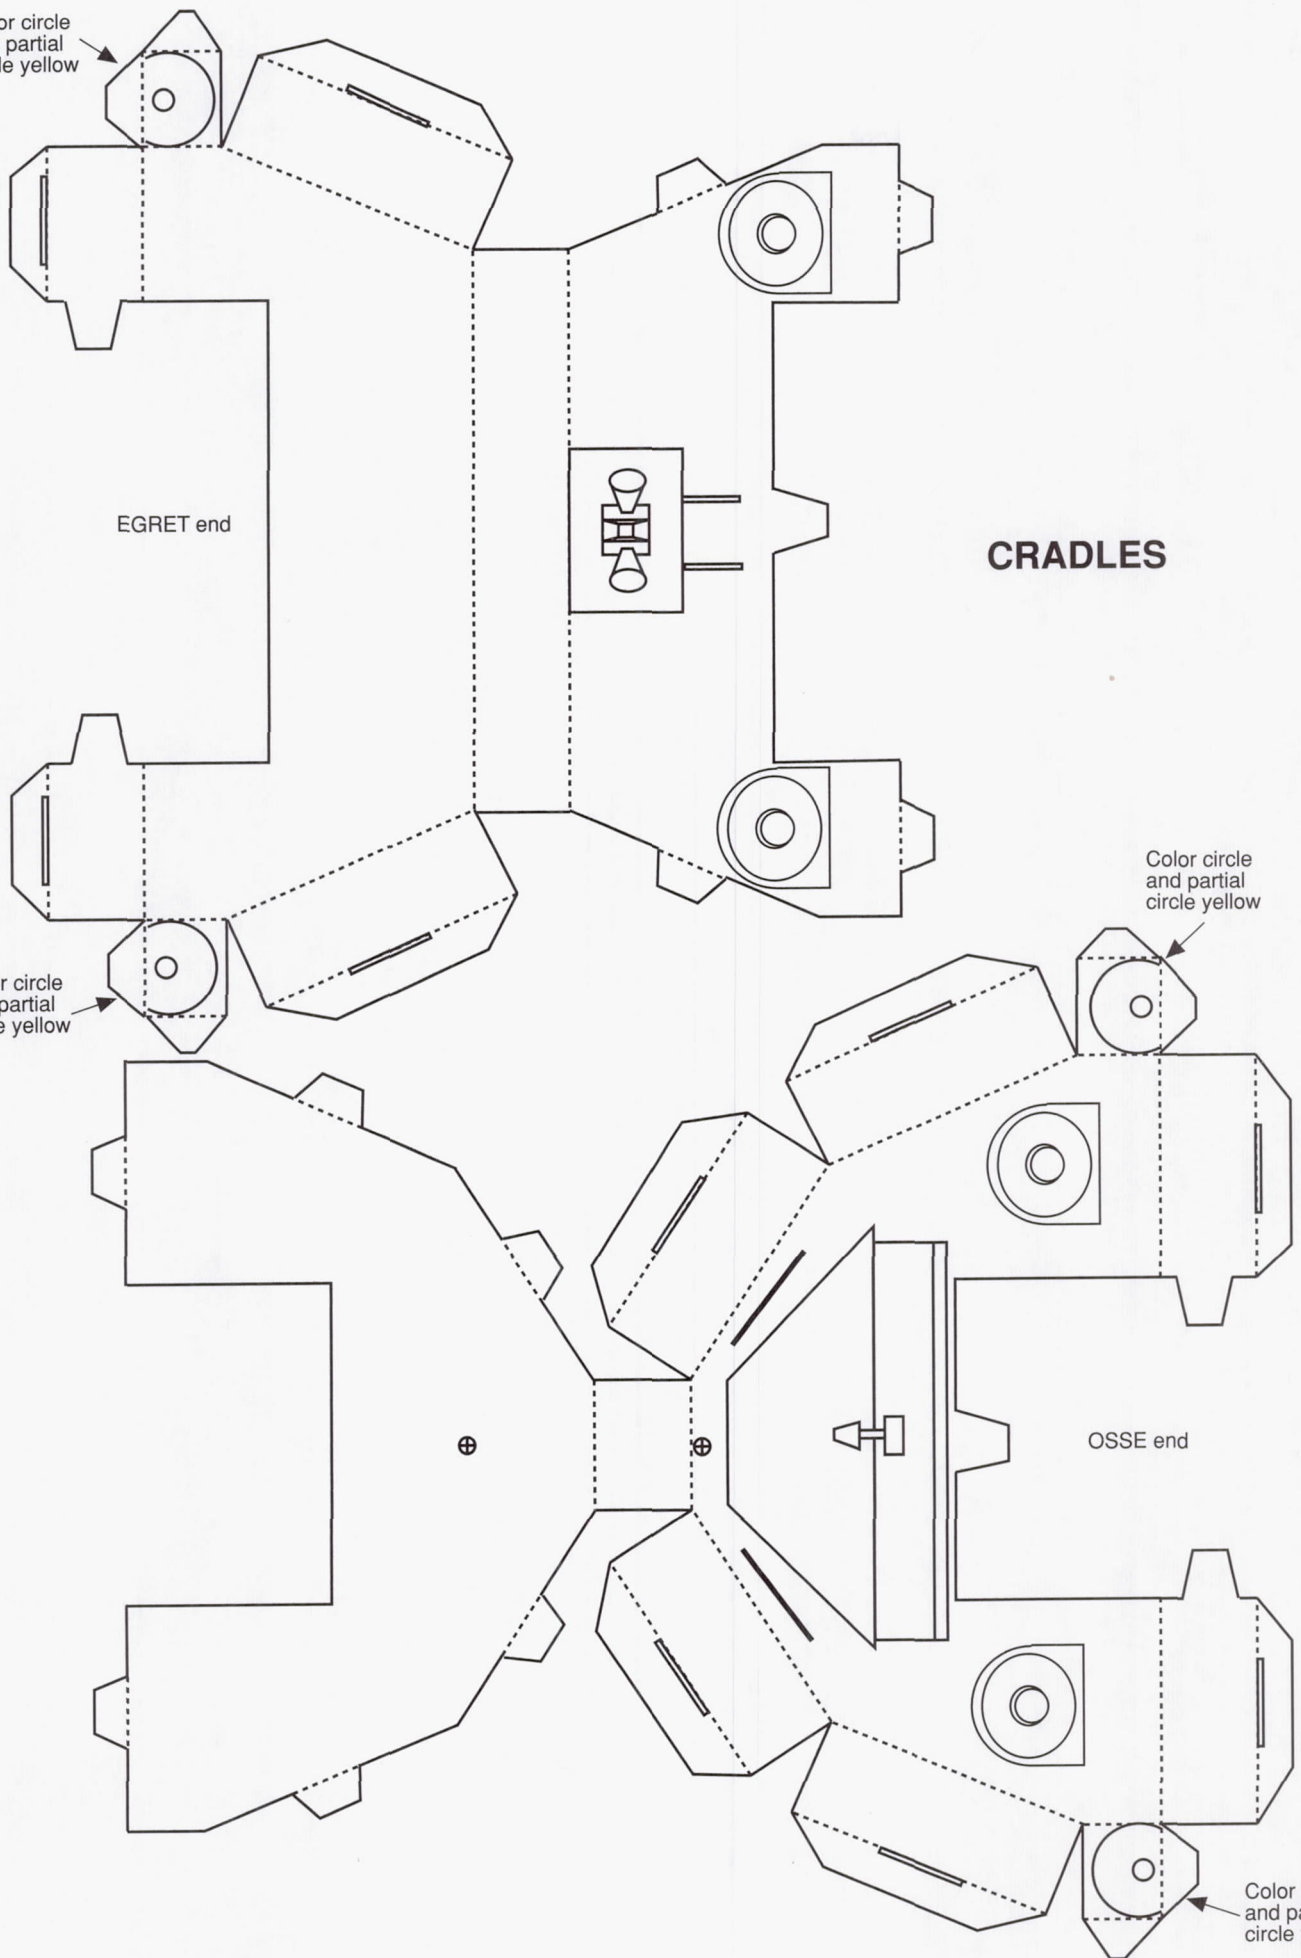 or circle
partial
le yellow
EGRET end
CRADLES
Color circle
and partial
circle yellow
r circle
partial
e yellow
OSSE end
Color
and pa
circle